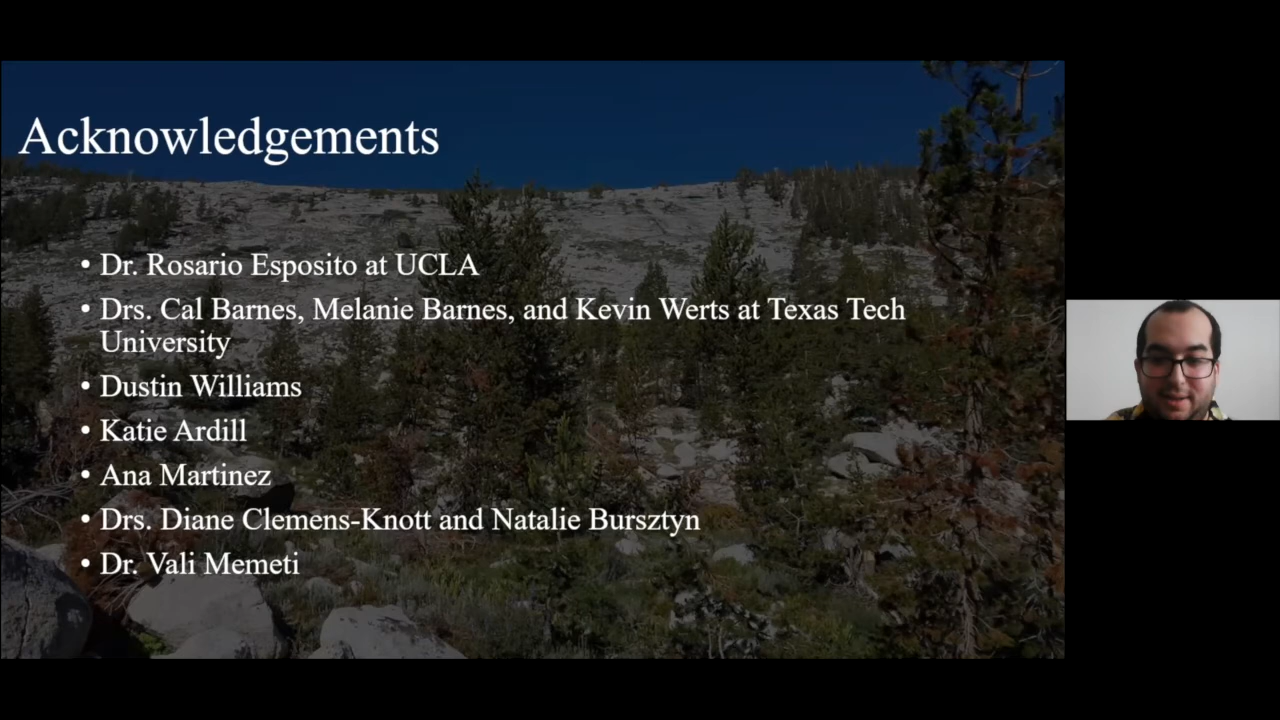 Acknowledgements
• Dr. Rosario Esposito at UCLA
• Drs. Cal Barnes, Melanie Barnes, and Kevin Werts at Texas Tech
University
• Dustin Williams
• Katie Ardill
• Ana Martinez
• Drs. Diane Clemens-Knott and Natalie Bursztyn
• Dr. Vali Memeti